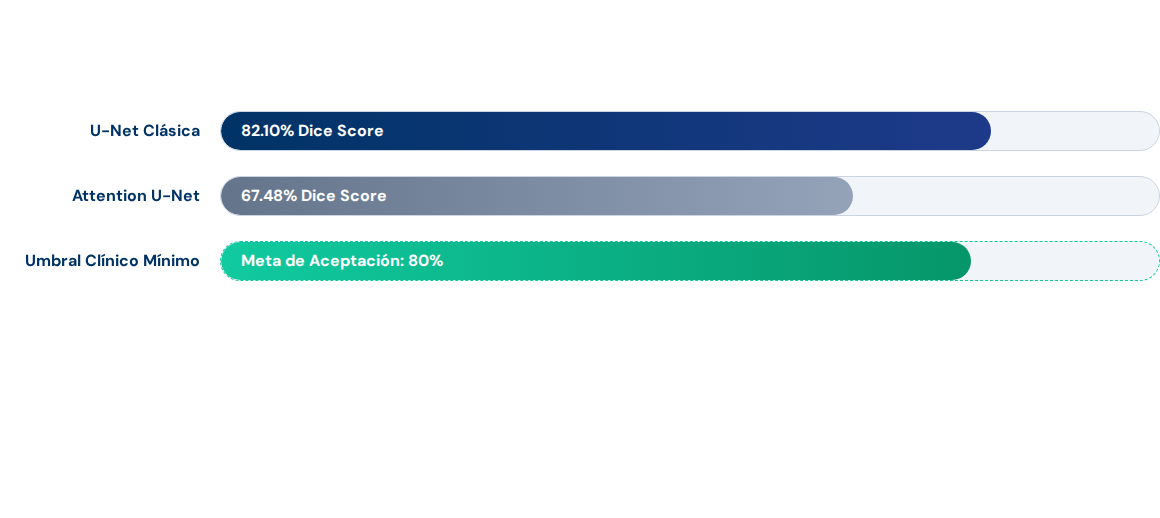 U-Net Clásica
82.10% Dice Score
Attention U-Net
67.48% Dice Score
Umbral Clínico Mínimo
Meta de Aceptación: 80%